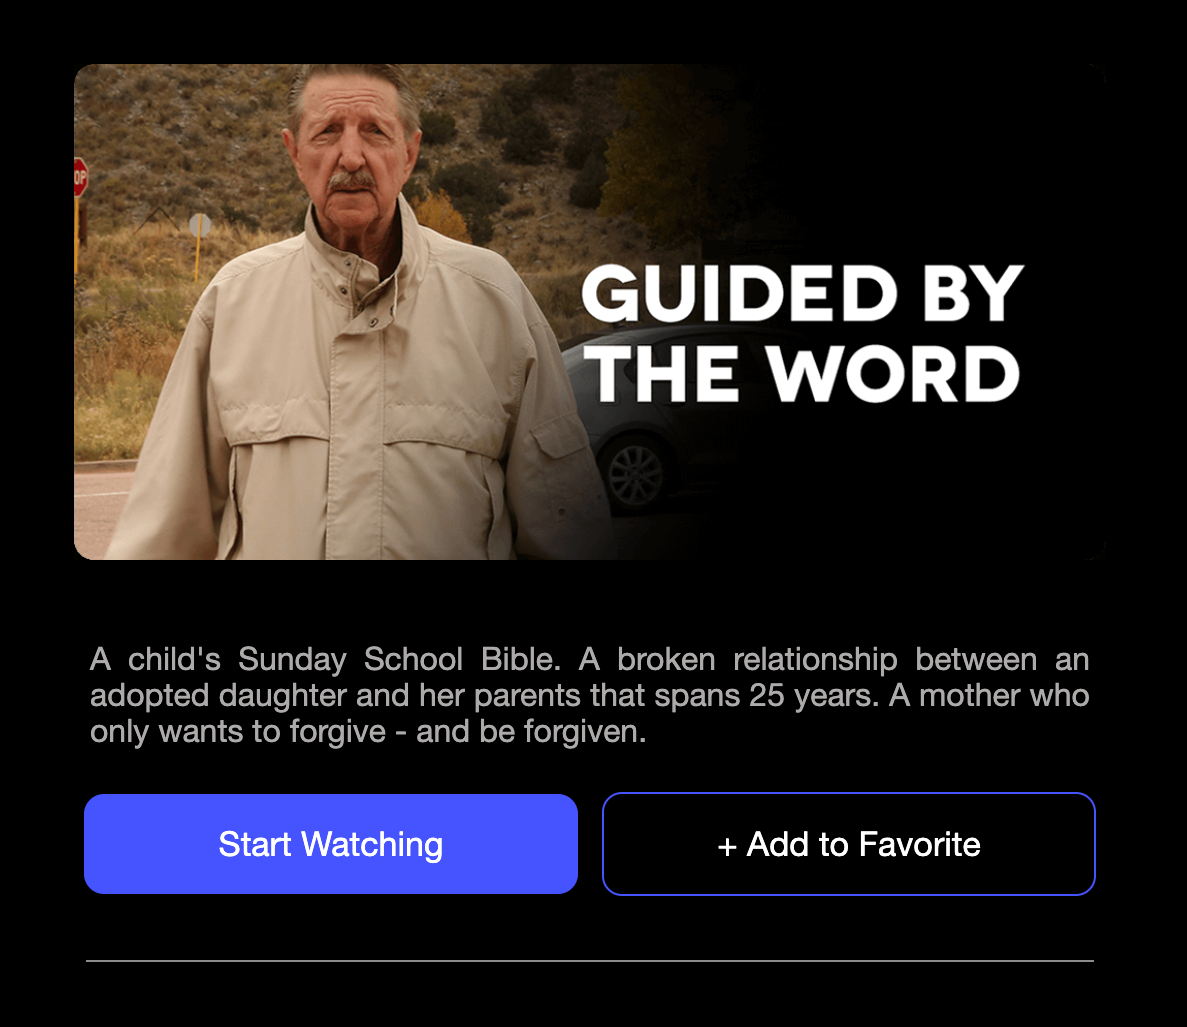 OP
GUIDED BY
THE WORD
A child's Sunday School Bible. A broken relationship between an
adopted daughter and her parents that spans 25 years. A mother who
only wants to forgive - and be forgiven.
Start Watching
+ Add to Favorite